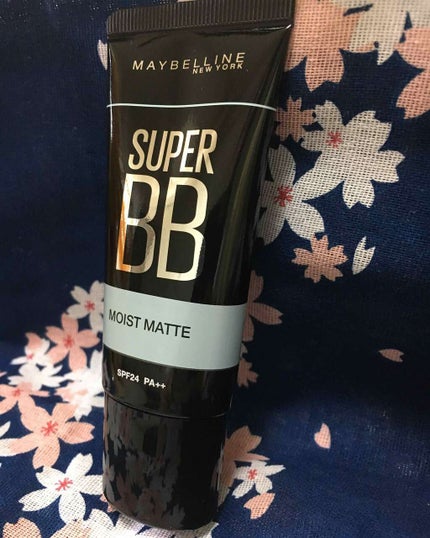 MAYBELLINE
NEW YORK
SUPER
BB
MOIST MATTE
SPF24 PA++